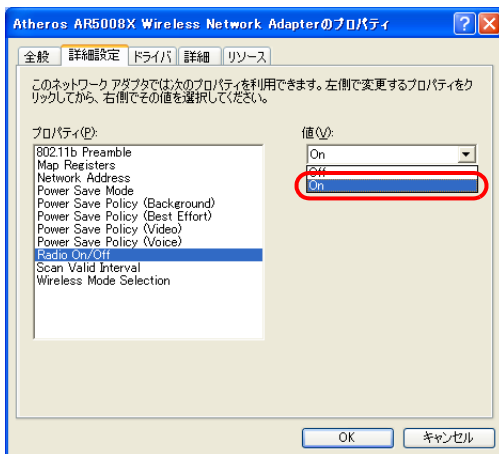 Atheros AR5008X Wireless Network Adapterのプロパティ
全般 詳細設定 ドライバ 詳細 リソース
このネットワーク アダプタでは次のプロパティを利用できます。左側で変更するプロパティをク
リックしてから、右側でその値を選択してください。
プロパティ(P):
802.11b Preamble
Map Registers
Network Address
Power Save Mode
Power Save Policy (Background)
Power Save Policy (Best Effort)
Power Save Policy (Video)
Power Save Policy (Voice)
Radio On/Off
Scan Valid Interval
Wireless Mode Selection
値(V):
On
Off
On
OK キャンセル